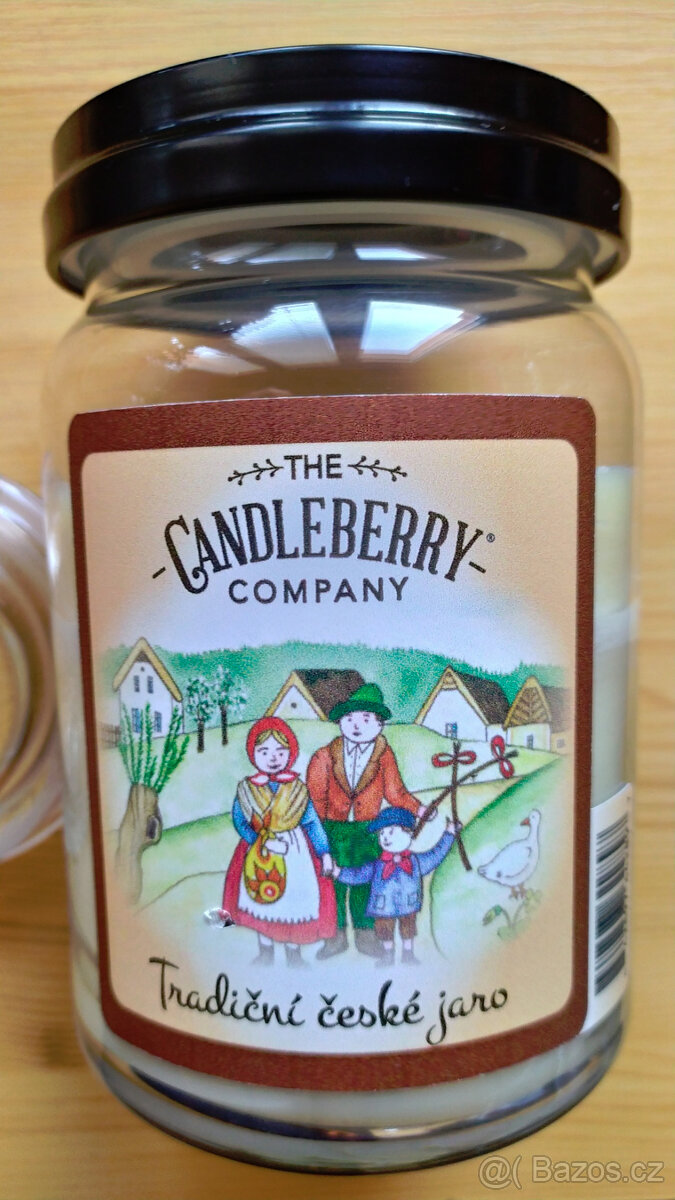 THE
CANDLEBERRY®
COMPANY
Tradiční české jaro
@( Bazos.cz